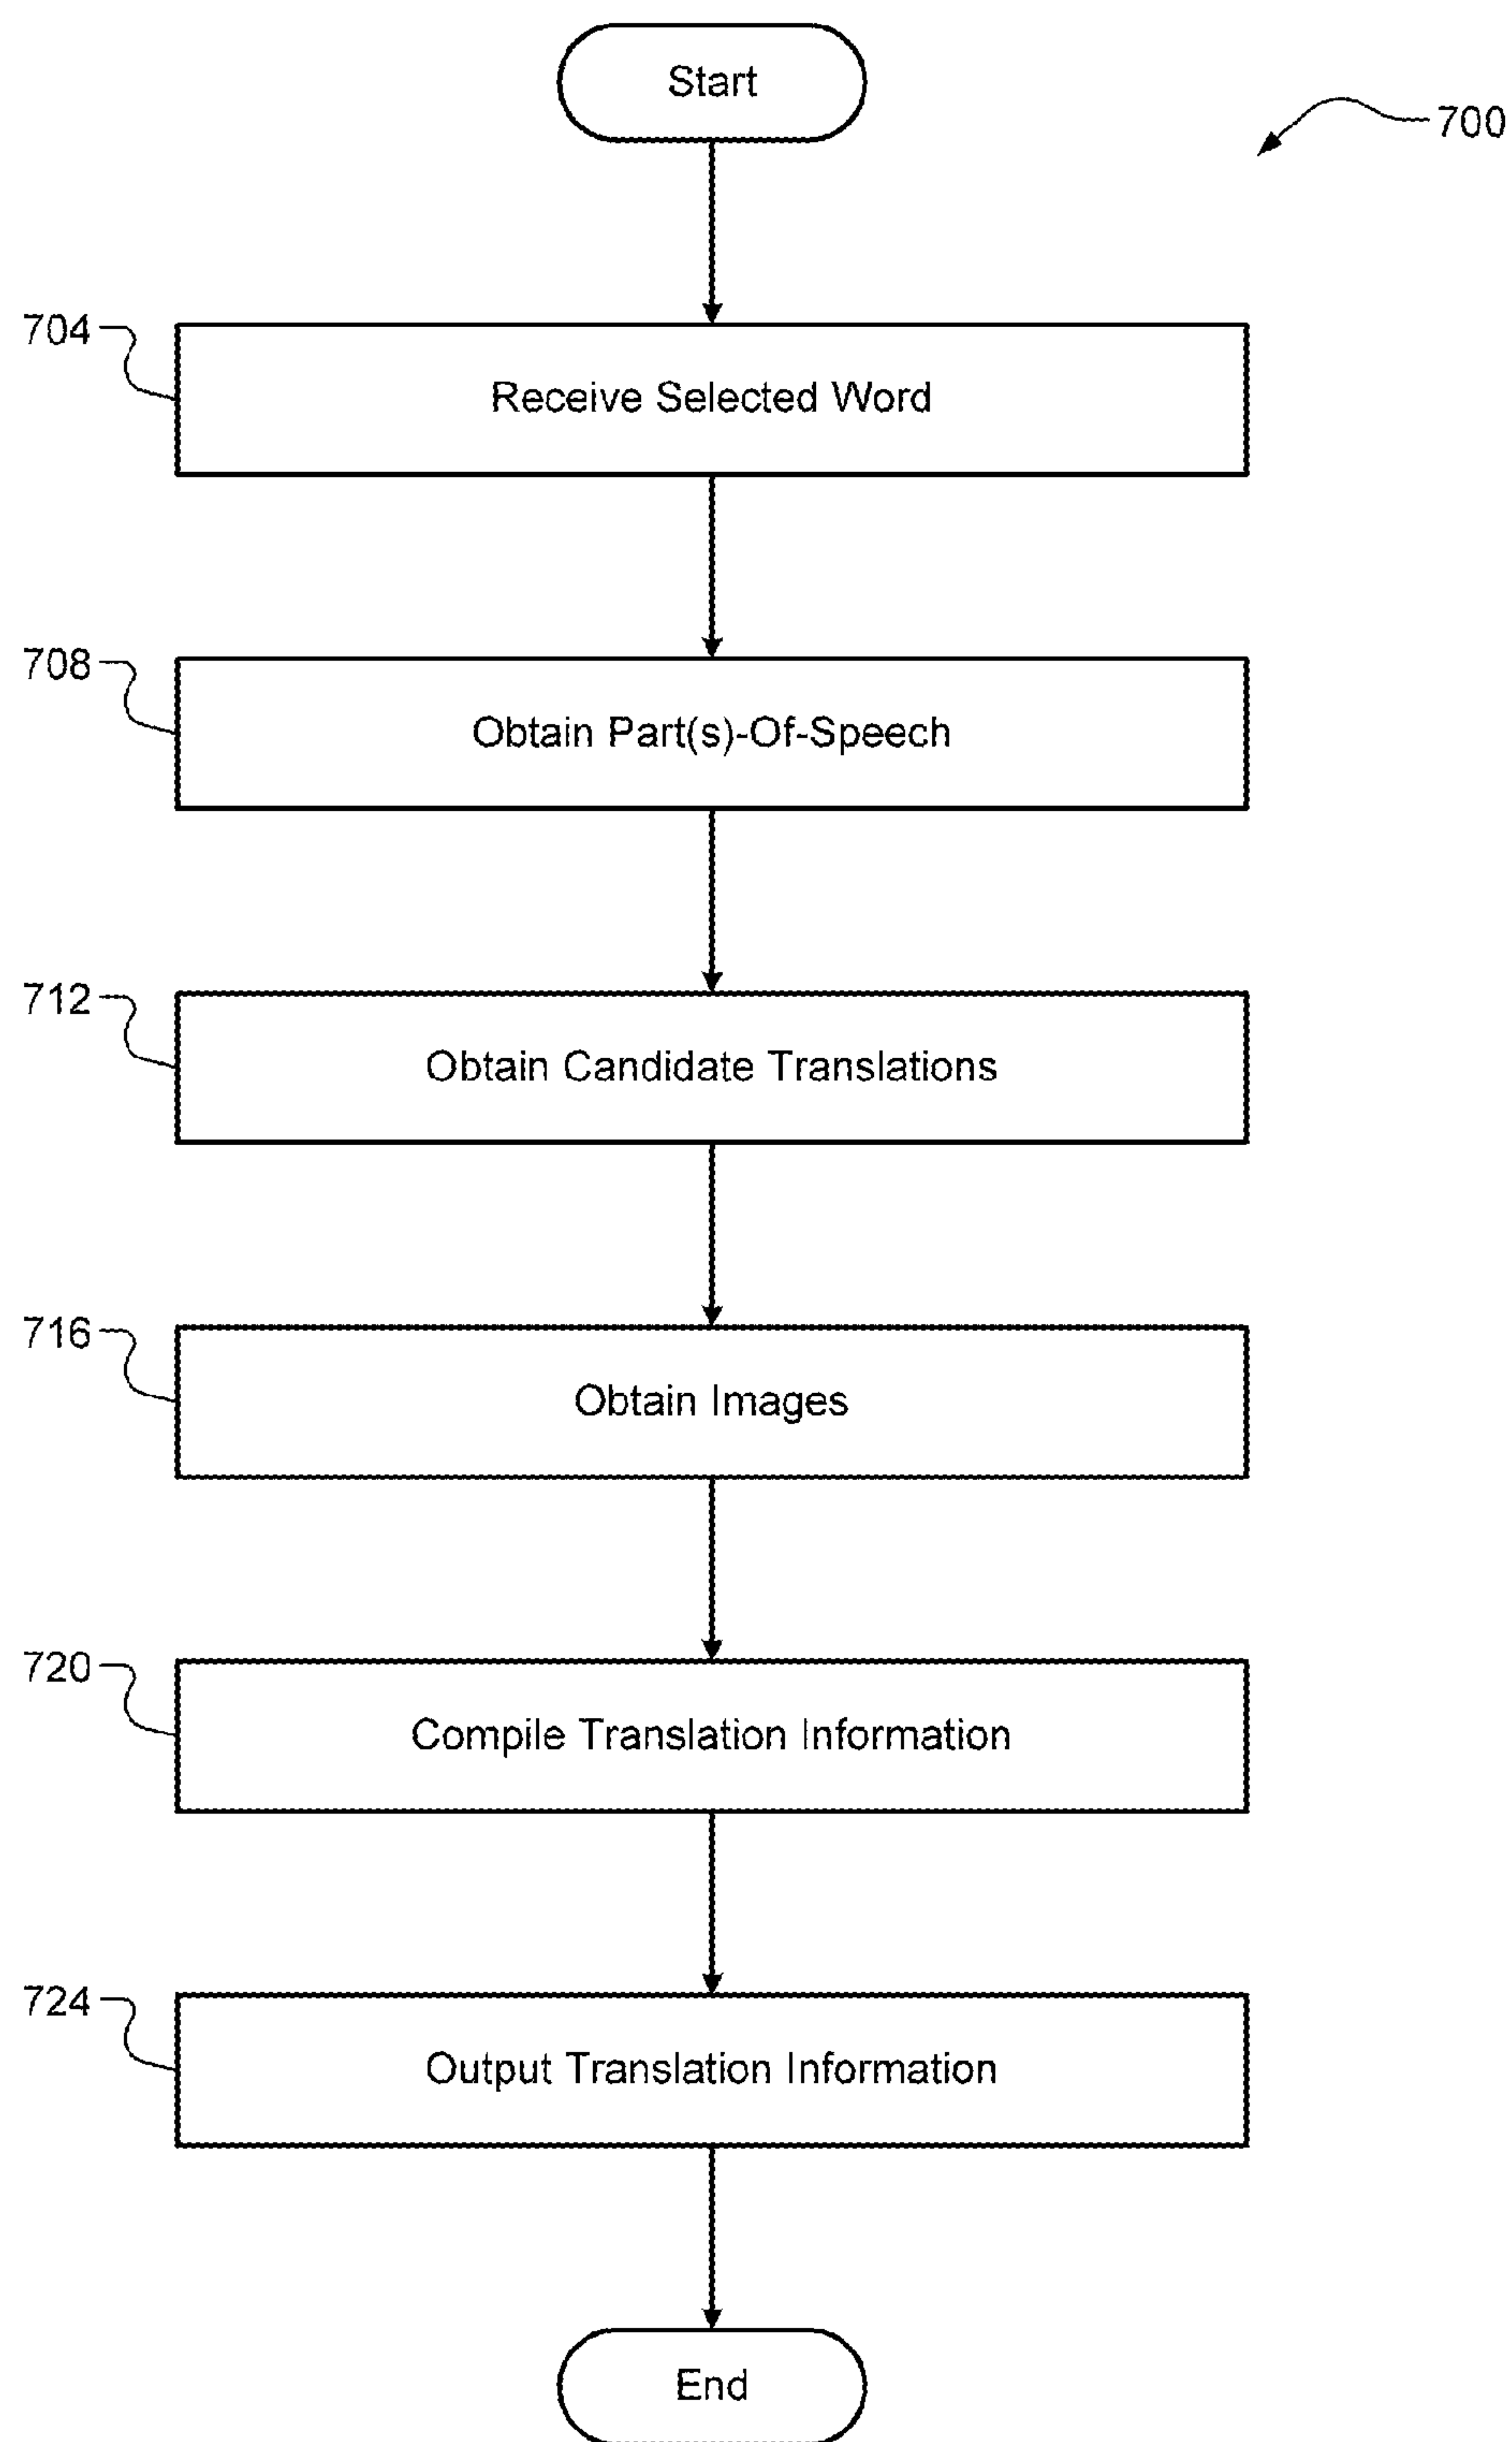 Start
700
704
Receive Selected Word
708
Obtain Part(s)-Of-Speech
712
Obtain Candidate Translations
716
Obtain Images
720
Compile Translation Information
724
Output Translation Information
End